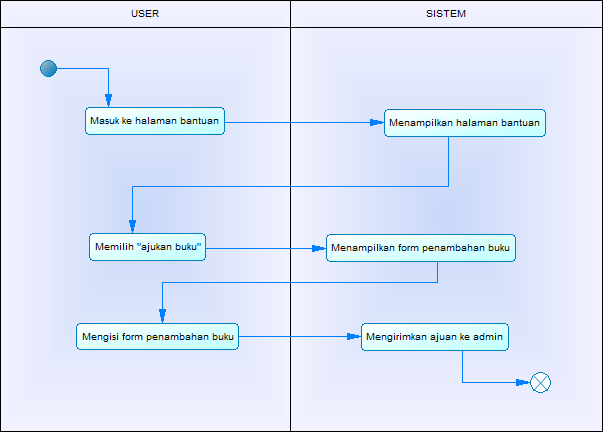 USER
SISTEM
Masuk ke halaman bantuan
Menampilkan halaman bantuan
Memilih "ajukan buku"
Menampilkan form penambahan buku
Mengisi form penambahan buku
Mengirimkan ajuan ke admin